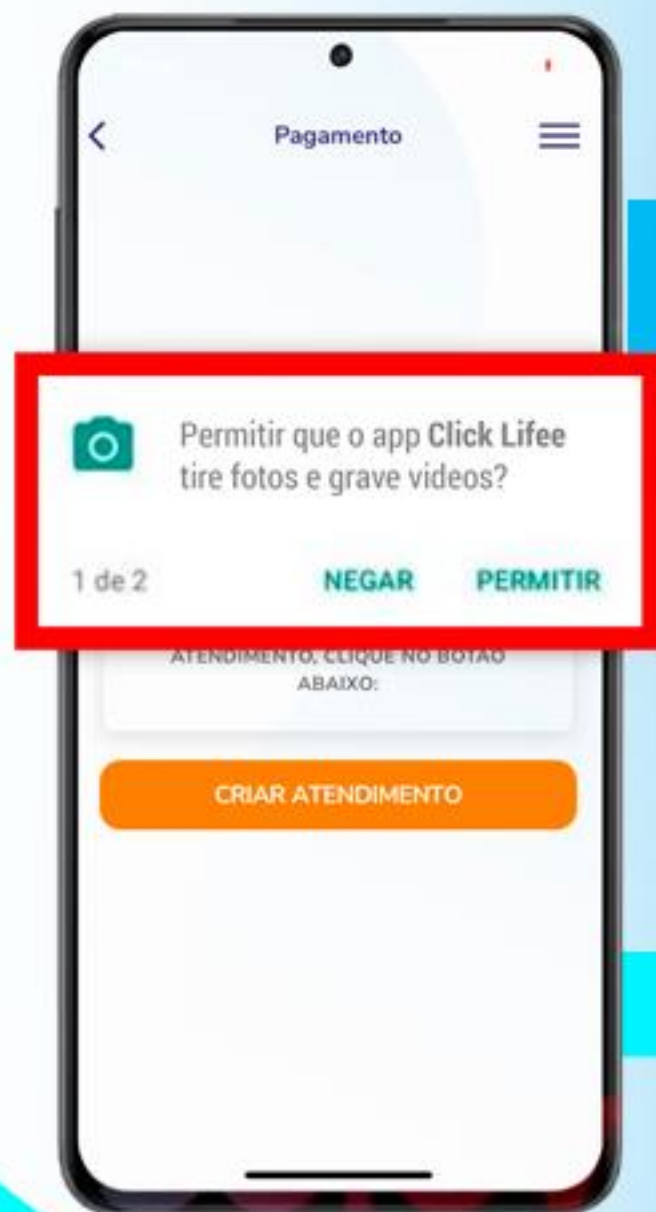 Pagamento
Permitir que o app Click Lifee
tire fotos e grave videos?
1 de 2
NEGAR PERMITIR
ATENDIMENTO, CLIQUE NO BOTÃO
ABAIXO:
CRIAR ATENDIMENTO